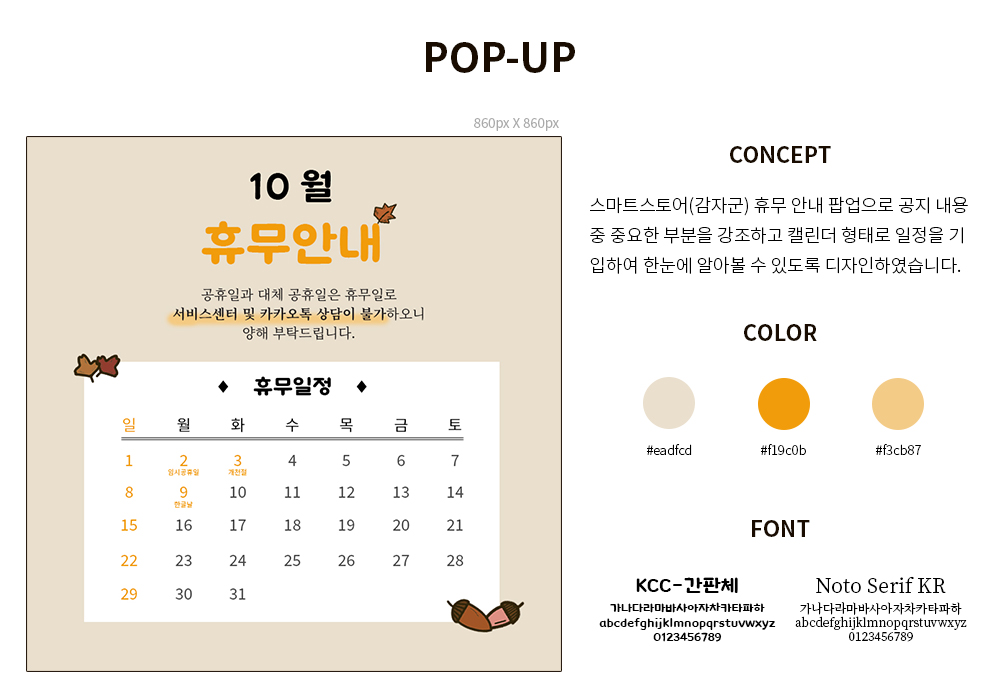 POP-UP
860px X 860px
10 월
휴무안내
공휴일과 대체 공휴일은 휴무일로
서비스센터 및 카카오톡 상담이 불가하오니
양해 부탁드립니다.
♦ 휴무일정 ♦
일 월 화 수 목 금 토
1 2 3 4 5 6 7
임시공휴일 개천절
8 9 10 11 12 13 14
한글날
15 16 17 18 19 20 21
22 23 24 25 26 27 28
29 30 31
CONCEPT
스마트스토어(감자군) 휴무 안내 팝업으로 공지 내용
중 중요한 부분을 강조하고 캘린더 형태로 일정을 기
입하여 한눈에 알아볼 수 있도록 디자인하였습니다.
COLOR
#eadfcd #f19c0b #f3cb87
FONT
KCC-간판체
가나다라마바사아자차카타파하
abcdefghijklmnopqrstuvwxyz
0123456789
Noto Serif KR
가나다라마바사아자차카타파하
abcdefghijklmnopqrstuvwxyz
0123456789